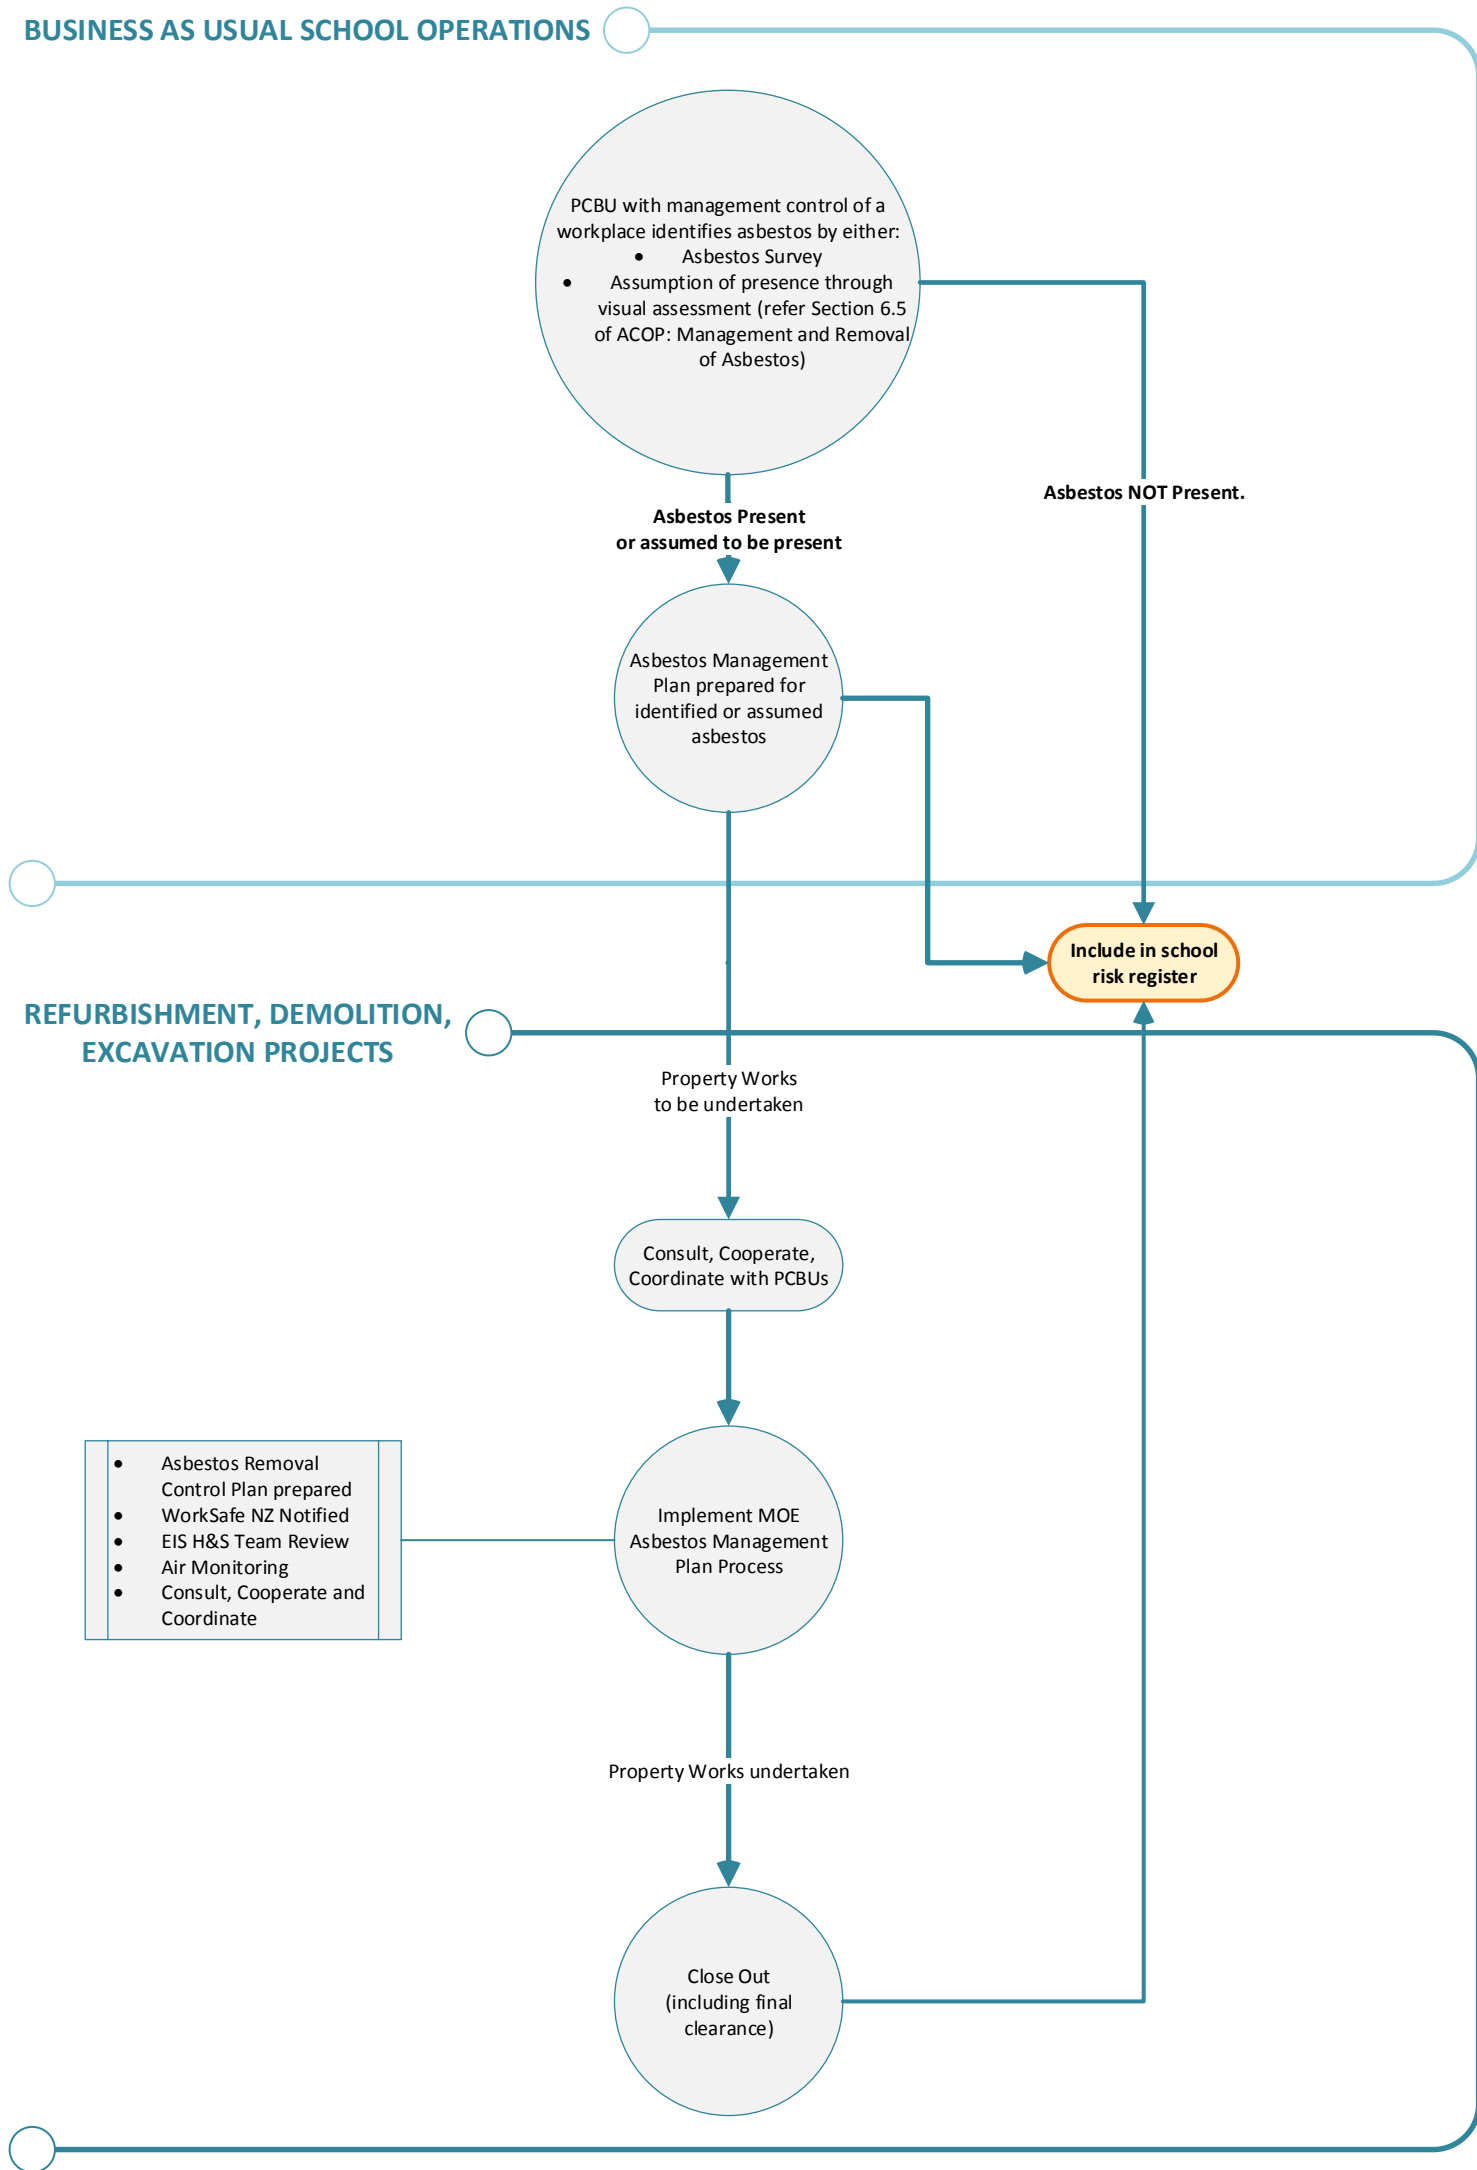 BUSINESS AS USUAL SCHOOL OPERATIONS
PCBU with management control of a
workplace identifies asbestos by either:
• Asbestos Survey
• Assumption of presence through
visual assessment (refer Section 6.5
of ACOP: Management and Removal
of Asbestos)
Asbestos NOT Present.
Asbestos Present
or assumed to be present
Asbestos Management
Plan prepared for
identified or assumed
asbestos
Include in school
risk register
REFURBISHMENT, DEMOLITION,
EXCAVATION PROJECTS
Property Works
to be undertaken
Consult, Cooperate,
Coordinate with PCBUs
• Asbestos Removal
Control Plan prepared
• WorkSafe NZ Notified
• EIS H&S Team Review
• Air Monitoring
• Consult, Cooperate and
Coordinate
Implement MOE
Asbestos Management
Plan Process
Property Works undertaken
Close Out
(including final
clearance)